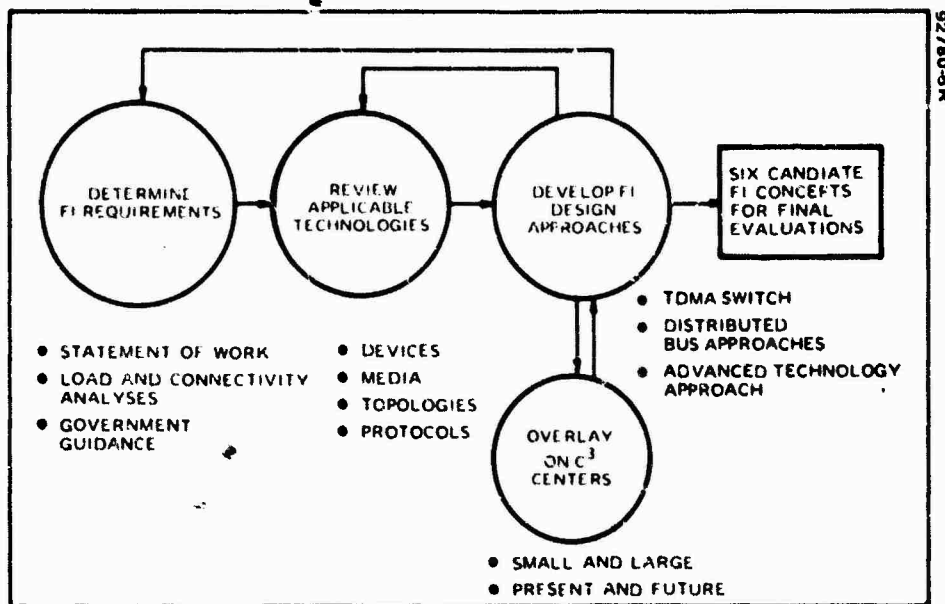 DETERMINE
FI REQUIREMENTS
REVIEW
APPLICABLE
TECHNOLOGIES
DEVELOP FI
DESIGN
APPROACHES
SIX CANDIATE
FI CONCEPTS
FOR FINAL
EVALUATIONS
● STATEMENT OF WORK
● LOAD AND CONNECTIVITY
ANALYSES
● GOVERNMENT
GUIDANCE
● DEVICES
● MEDIA
● TOPOLOGIES
● PROTOCOLS
● TDMA SWITCH
● DISTRIBUTED
BUS APPROACHES
● ADVANCED TECHNOLOGY
APPROACH
OVERLAY
ON C³
CENTERS
● SMALL AND LARGE
● PRESENT AND FUTURE